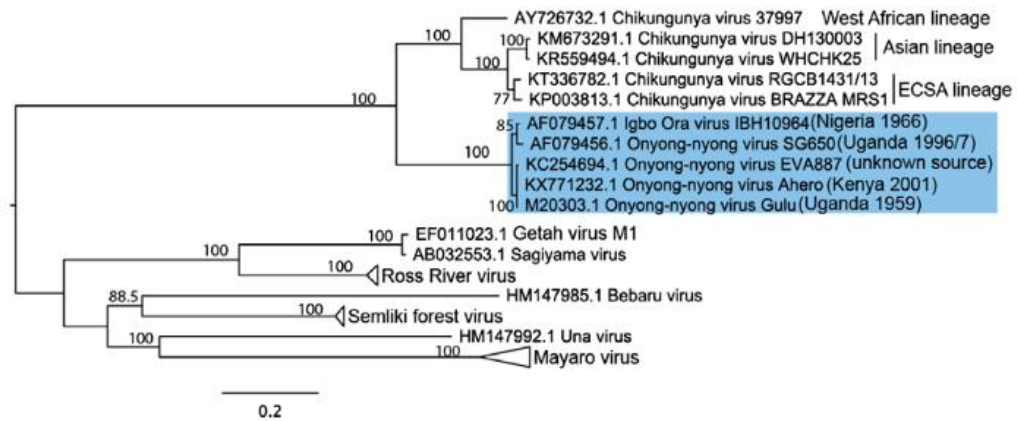 100 AY726732.1 Chikungunya virus 37997 West African lineage
100 KM673291.1 Chikungunya virus DH130003 Asian lineage
100 KR559494.1 Chikungunya virus WHCHK25
KT336782.1 Chikungunya virus RGCB1431/13 ECSA lineage
100 77 KP003813.1 Chikungunya virus BRAZZA MRS1
85 AF079457.1 Igbo Ora virus IBH10964(Nigeria 1966)
AF079456.1 Onyong-nyong virus SG650(Uganda 1996/7)
100 KC254694.1 Onyong-nyong virus EVA887 (unknown source)
KX771232.1 Onyong-nyong virus Ahero(Kenya 2001)
100 M20303.1 Onyong-nyong virus Gulu(Uganda 1959)
100 EF011023.1 Getah virus M1
100 AB032553.1 Sagiyama virus
100 Ross River virus
88.5 HM147985.1 Bebaru virus
100 Semliki forest virus
100 HM147992.1 Una virus
100 Mayaro virus
0.2